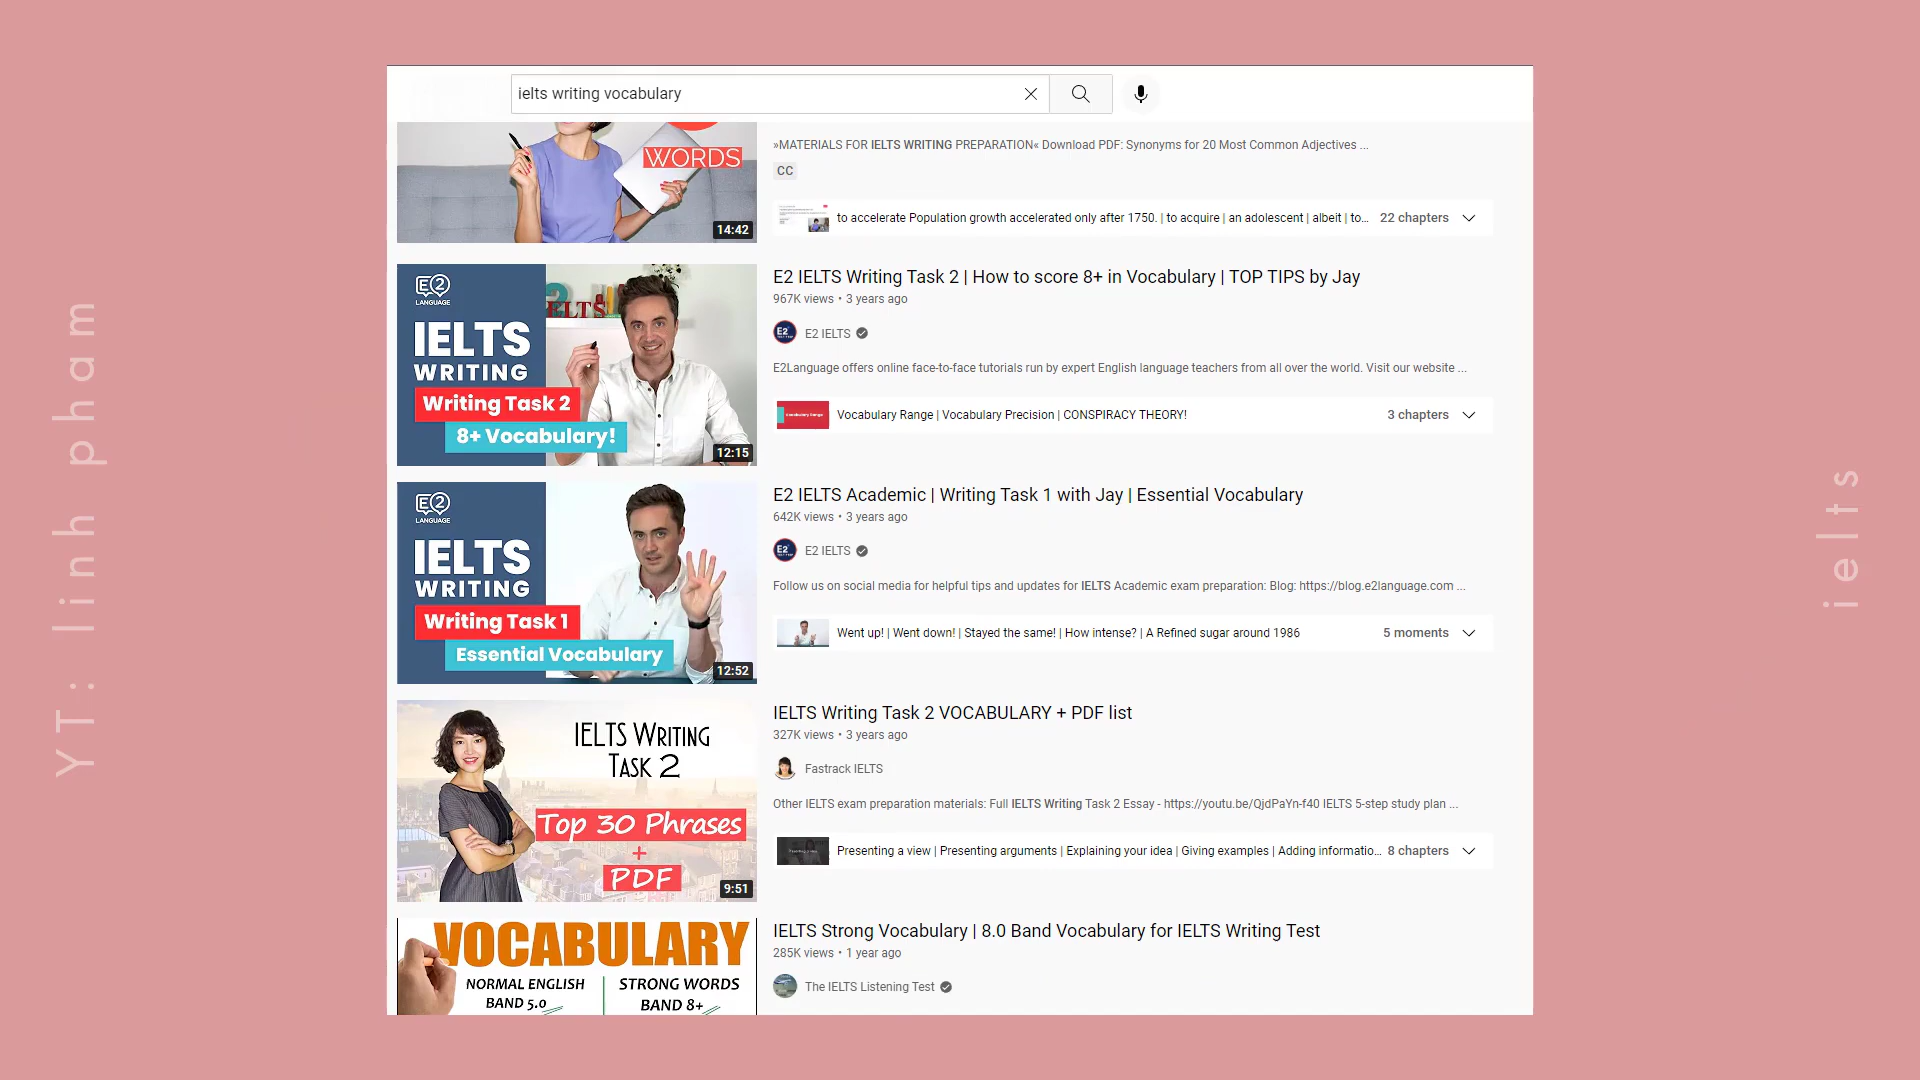 ielts writing vocabulary
WORDS
14:42
»MATERIALS FOR IELTS WRITING PREPARATION« Download PDF: Synonyms for 20 Most Common Adjectives ...
CC
to accelerate Population growth accelerated only after 1750. | to acquire | an adolescent | albeit | to...
22 chapters
E2
LANGUAGE
IELTS
IELTS
WRITING
Writing Task 2
8+ Vocabulary!
12:15
E2 IELTS Writing Task 2 | How to score 8+ in Vocabulary | TOP TIPS by Jay
967K views • 3 years ago
E2
E2 IELTS
E2Language offers online face-to-face tutorials run by expert English language teachers from all over the world. Visit our website ...
Vocabulary Range
Vocabulary Range | Vocabulary Precision | CONSPIRACY THEORY!
3 chapters
E2
LANGUAGE
IELTS
WRITING
Writing Task 1
Essential Vocabulary
12:52
E2 IELTS Academic | Writing Task 1 with Jay | Essential Vocabulary
642K views • 3 years ago
E2
E2 IELTS
Follow us on social media for helpful tips and updates for IELTS Academic exam preparation: Blog: https://blog.e2language.com ...
Went up! | Went down! | Stayed the same! | How intense? | A Refined sugar around 1986
5 moments
IELTS WRITING
TASK 2
Top 30 Phrases
+
PDF
9:51
IELTS Writing Task 2 VOCABULARY + PDF list
327K views • 3 years ago
Fastrack IELTS
Other IELTS exam preparation materials: Full IELTS Writing Task 2 Essay - https://youtu.be/QjdPaYn-f40 IELTS 5-step study plan ...
Presenting a view | Presenting arguments | Explaining your idea | Giving examples | Adding informatio...
8 chapters
VOCABULARY
NORMAL ENGLISH
BAND 5.0
STRONG WORDS
BAND 8+
IELTS Strong Vocabulary | 8.0 Band Vocabulary for IELTS Writing Test
285K views • 1 year ago
The IELTS Listening Test
YT: linh pham
ielts